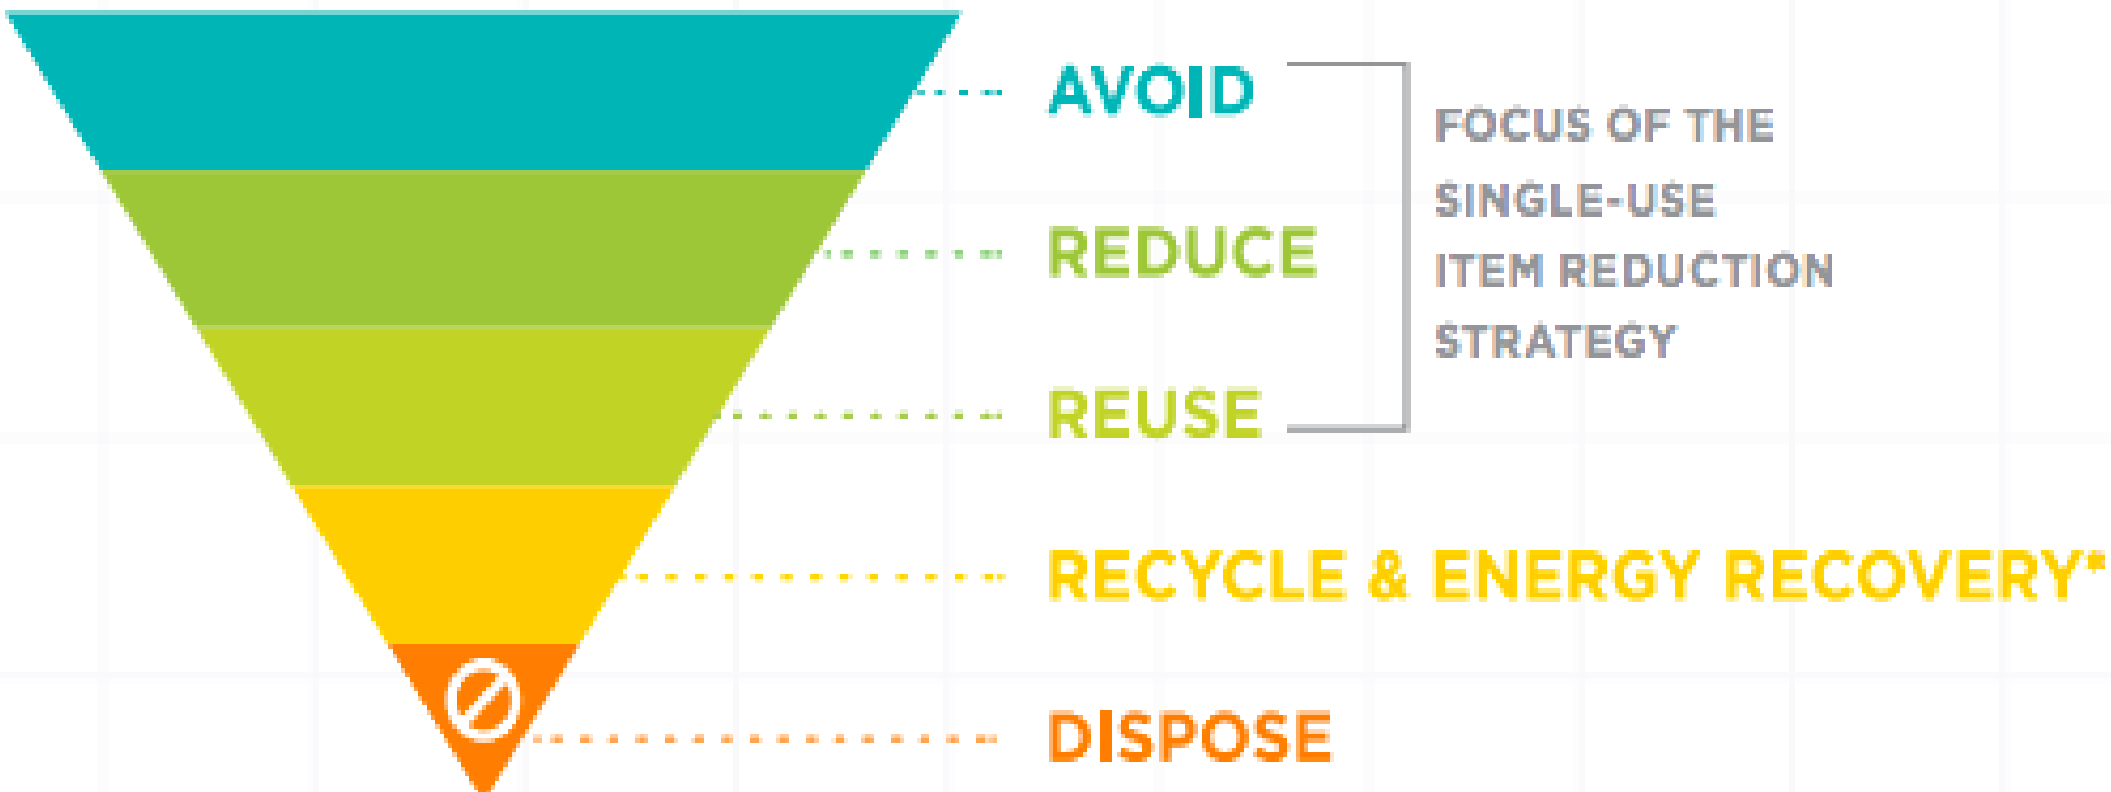 AVOID
FOCUS OF THE
SINGLE-USE
ITEM REDUCTION
STRATEGY
REDUCE
REUSE
RECYCLE & ENERGY RECOVERY*
DISPOSE